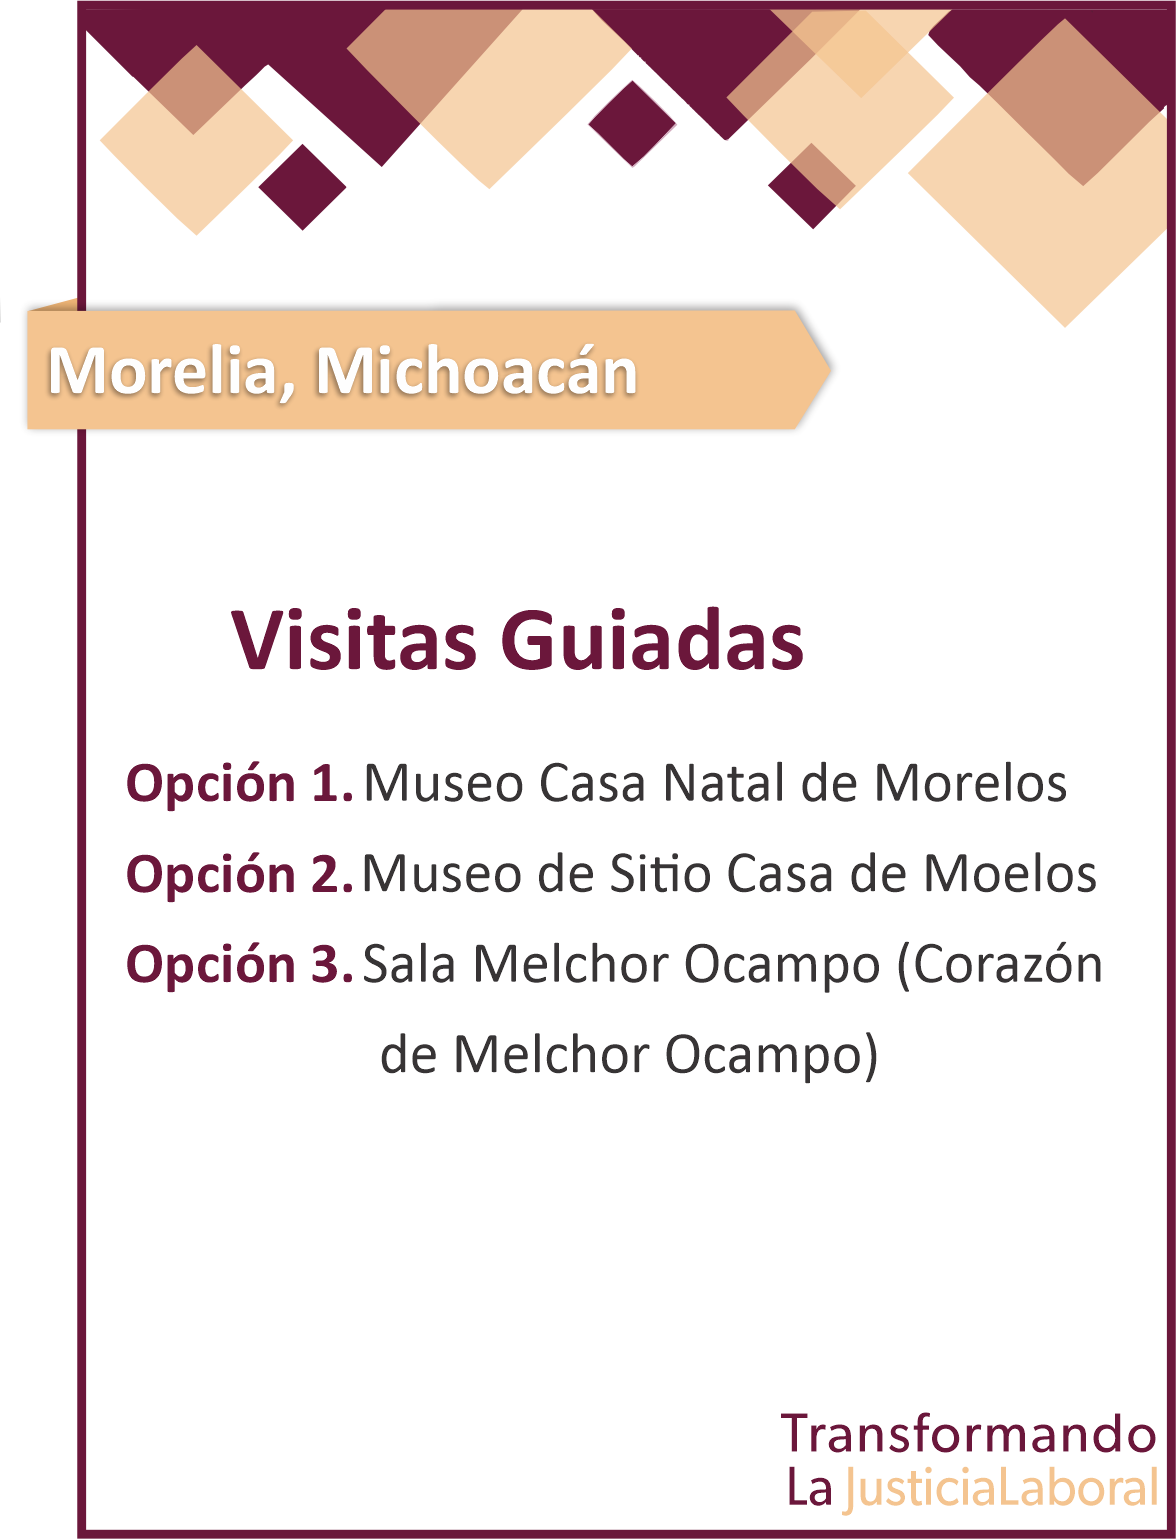 Morelia, Michoacán
Visitas Guiadas
Opción 1. Museo Casa Natal de Morelos
Opción 2. Museo de Sitio Casa de Moelos
Opción 3. Sala Melchor Ocampo (Corazón
de Melchor Ocampo)
Transformando
La JusticiaLaboral